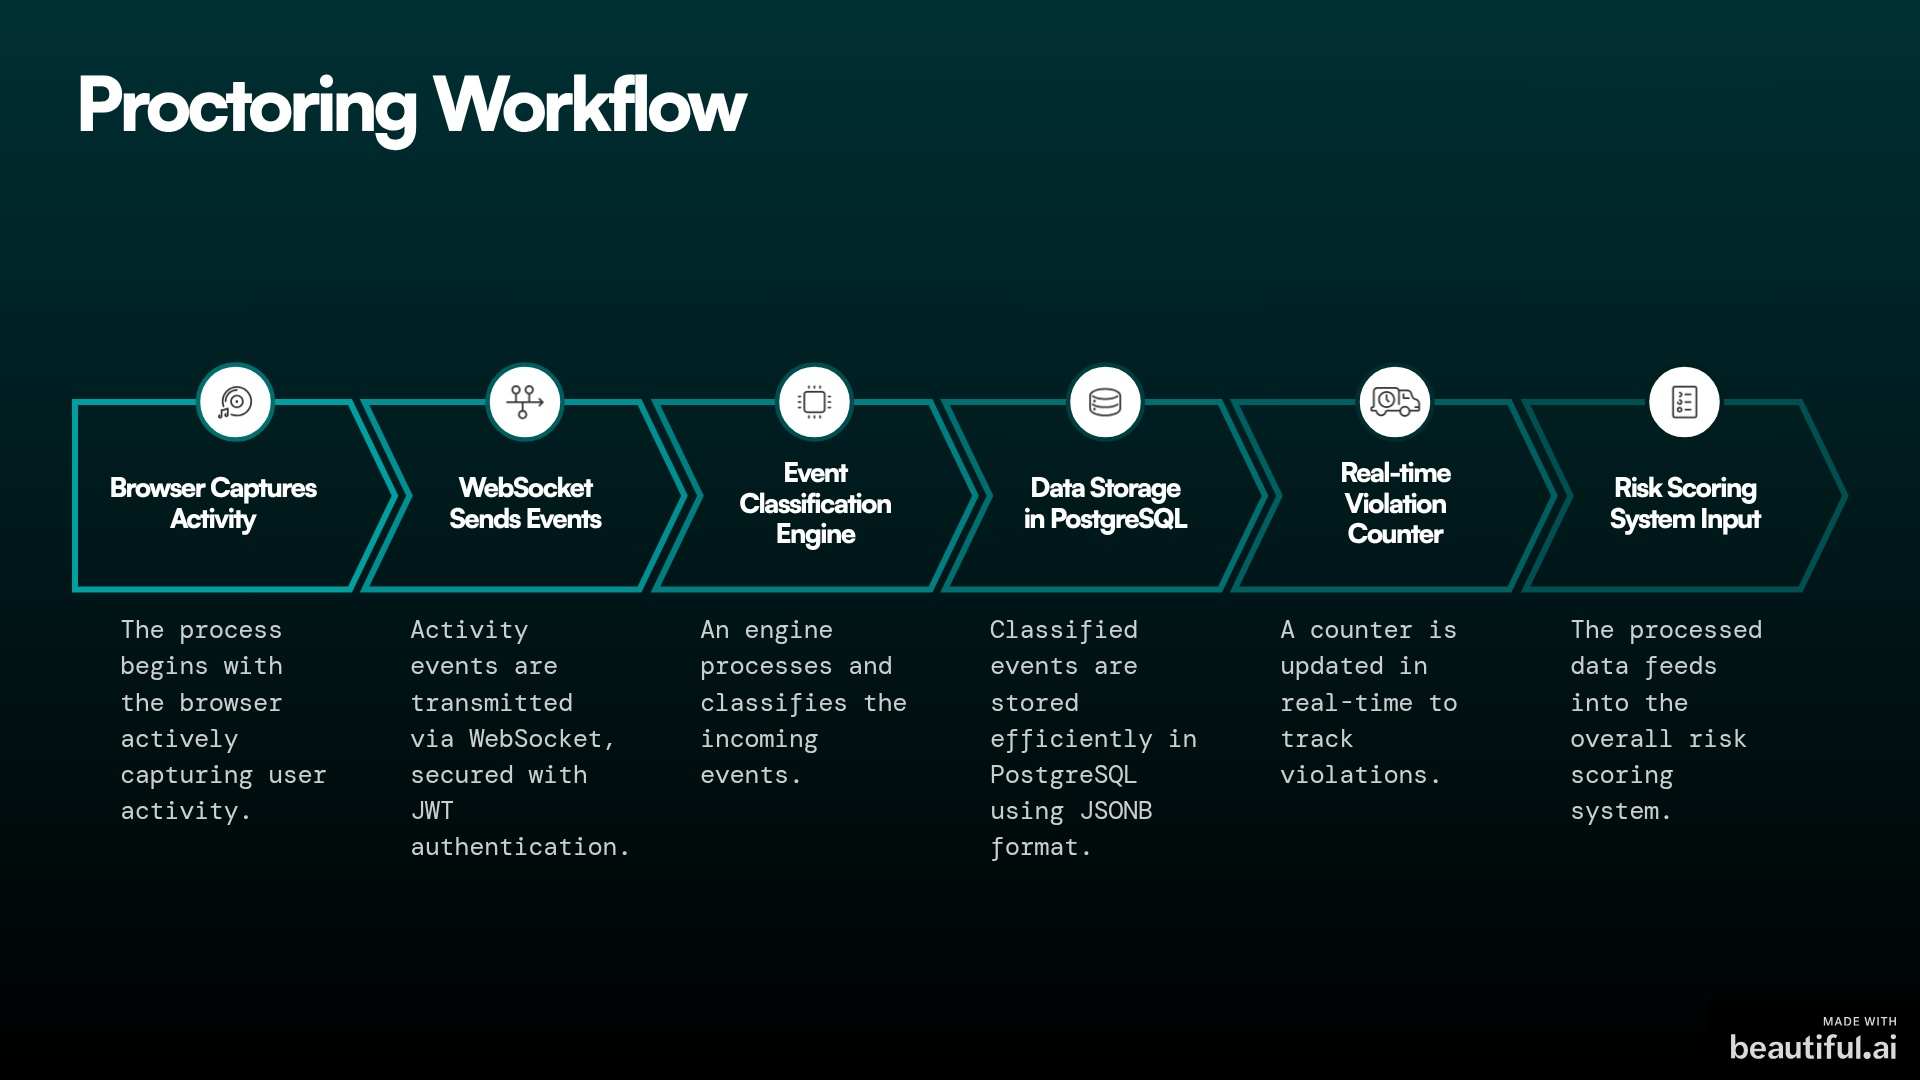 Proctoring Workflow
Browser Captures
Activity
The process
begins with
the browser
actively
capturing user
activity.
WebSocket
Sends Events
Activity
events are
transmitted
via WebSocket,
secured with
JWT
authentication.
Event
Classification
Engine
An engine
processes and
classifies the
incoming
events.
Data Storage
in PostgreSQL
Classified
events are
stored
efficiently in
PostgreSQL
using JSONB
format.
Real-time
Violation
Counter
A counter is
updated in
real-time to
track
violations.
Risk Scoring
System Input
The processed
data feeds
into the
overall risk
scoring
system.
MADE WITH
beautiful.ai